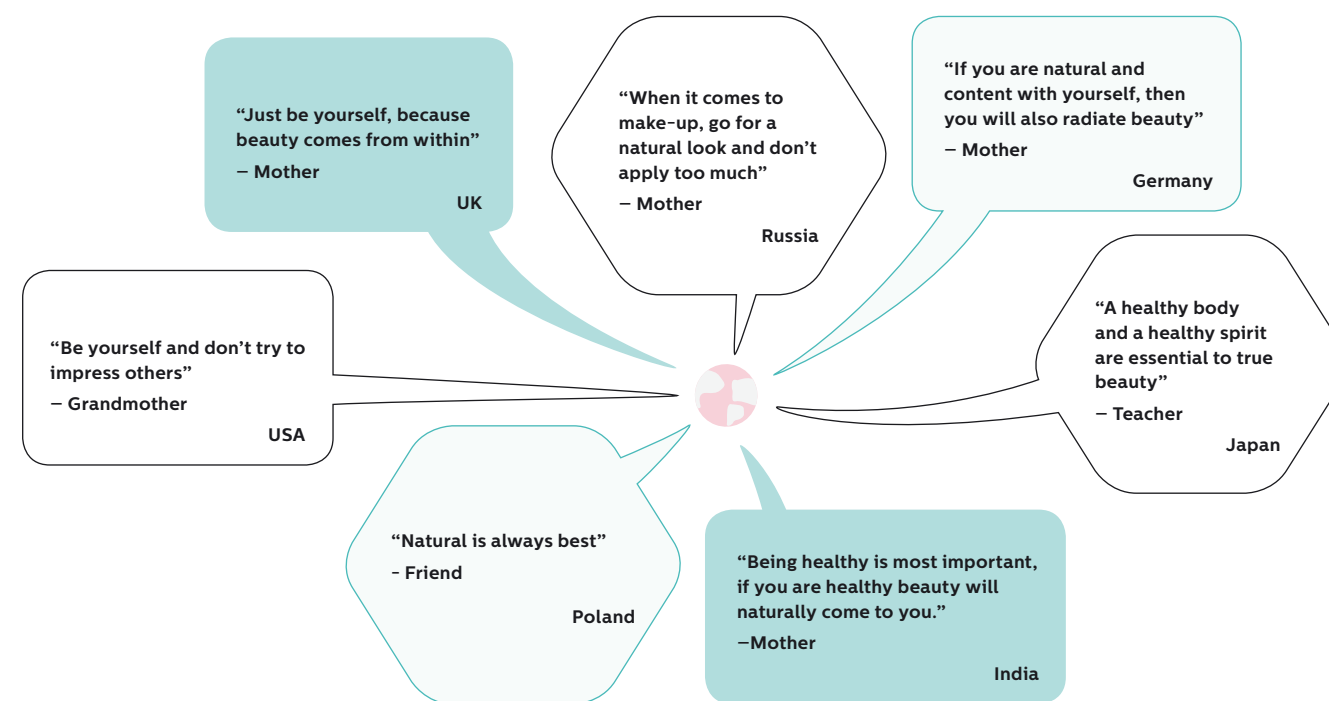 “Just be yourself, because
beauty comes from within”
– Mother
UK
“When it comes to
make-up, go for a
natural look and don’t
apply too much”
– Mother
Russia
“If you are natural and
content with yourself, then
you will also radiate beauty”
– Mother
Germany
“Be yourself and don’t try to
impress others”
– Grandmother
USA
“A healthy body
and a healthy spirit
are essential to true
beauty”
– Teacher
Japan
“Natural is always best”
- Friend
Poland
“Being healthy is most important,
if you are healthy beauty will
naturally come to you.”
–Mother
India